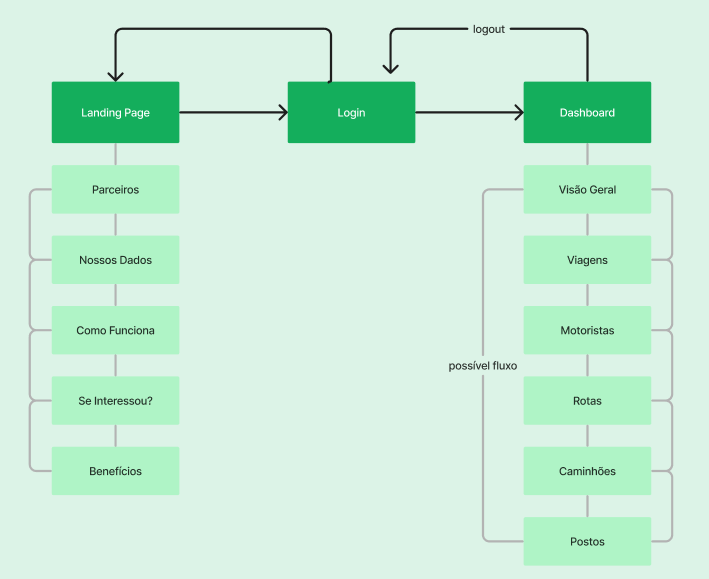 logout
Landing Page
Login
Dashboard
Parceiros
Visão Geral
Nossos Dados
Viagens
Como Funciona
Motoristas
possível fluxo
Se Interessou?
Rotas
Benefícios
Caminhões
Postos